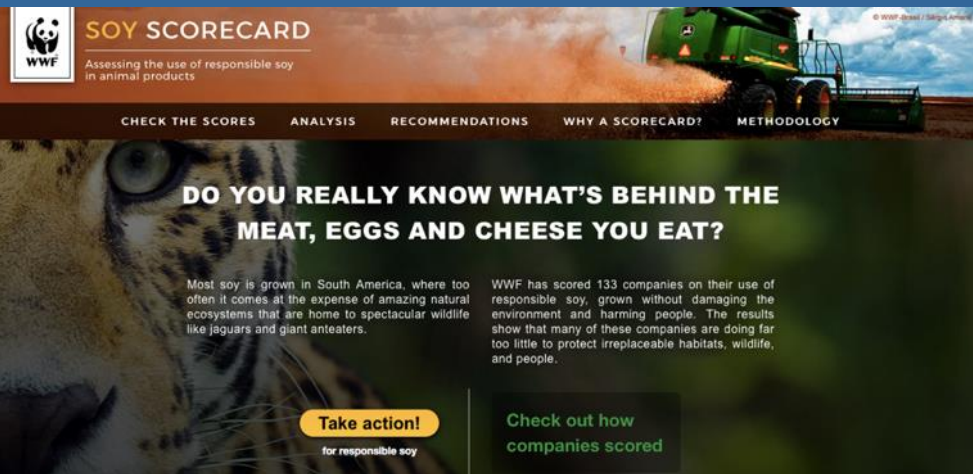 WWF
SOY SCORECARD
Assessing the use of responsible soy
in animal products
© WWF-Brasil / Sérgio Amaral
CHECK THE SCORES ANALYSIS RECOMMENDATIONS WHY A SCORECARD? METHODOLOGY
DO YOU REALLY KNOW WHAT'S BEHIND THE
MEAT, EGGS AND CHEESE YOU EAT?
Most soy is grown in South America, where too
often it comes at the expense of amazing natural
ecosystems that are home to spectacular wildlife
like jaguars and giant anteaters.
WWF has scored 133 companies on their use of
responsible soy, grown without damaging the
environment and harming people. The results
show that many of these companies are doing far
too little to protect irreplaceable habitats, wildlife,
and people.
Take action!
for responsible soy
Check out how
companies scored